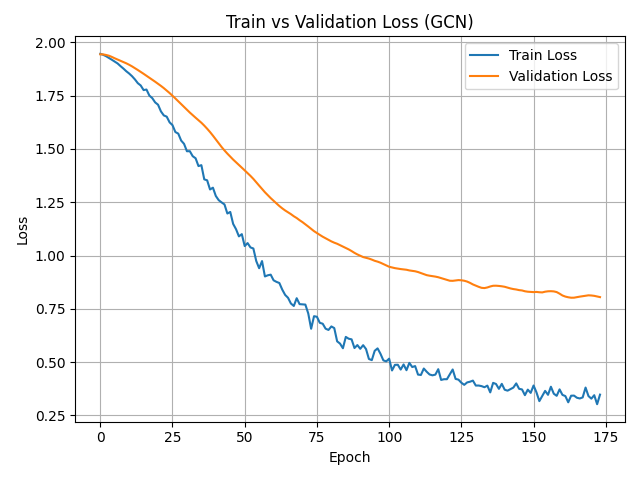 Train vs Validation Loss (GCN)
Train Loss
Validation Loss
2.00
1.75
1.50
1.25
1.00
0.75
0.50
0.25
Loss
0 25 50 75 100 125 150 175
Epoch